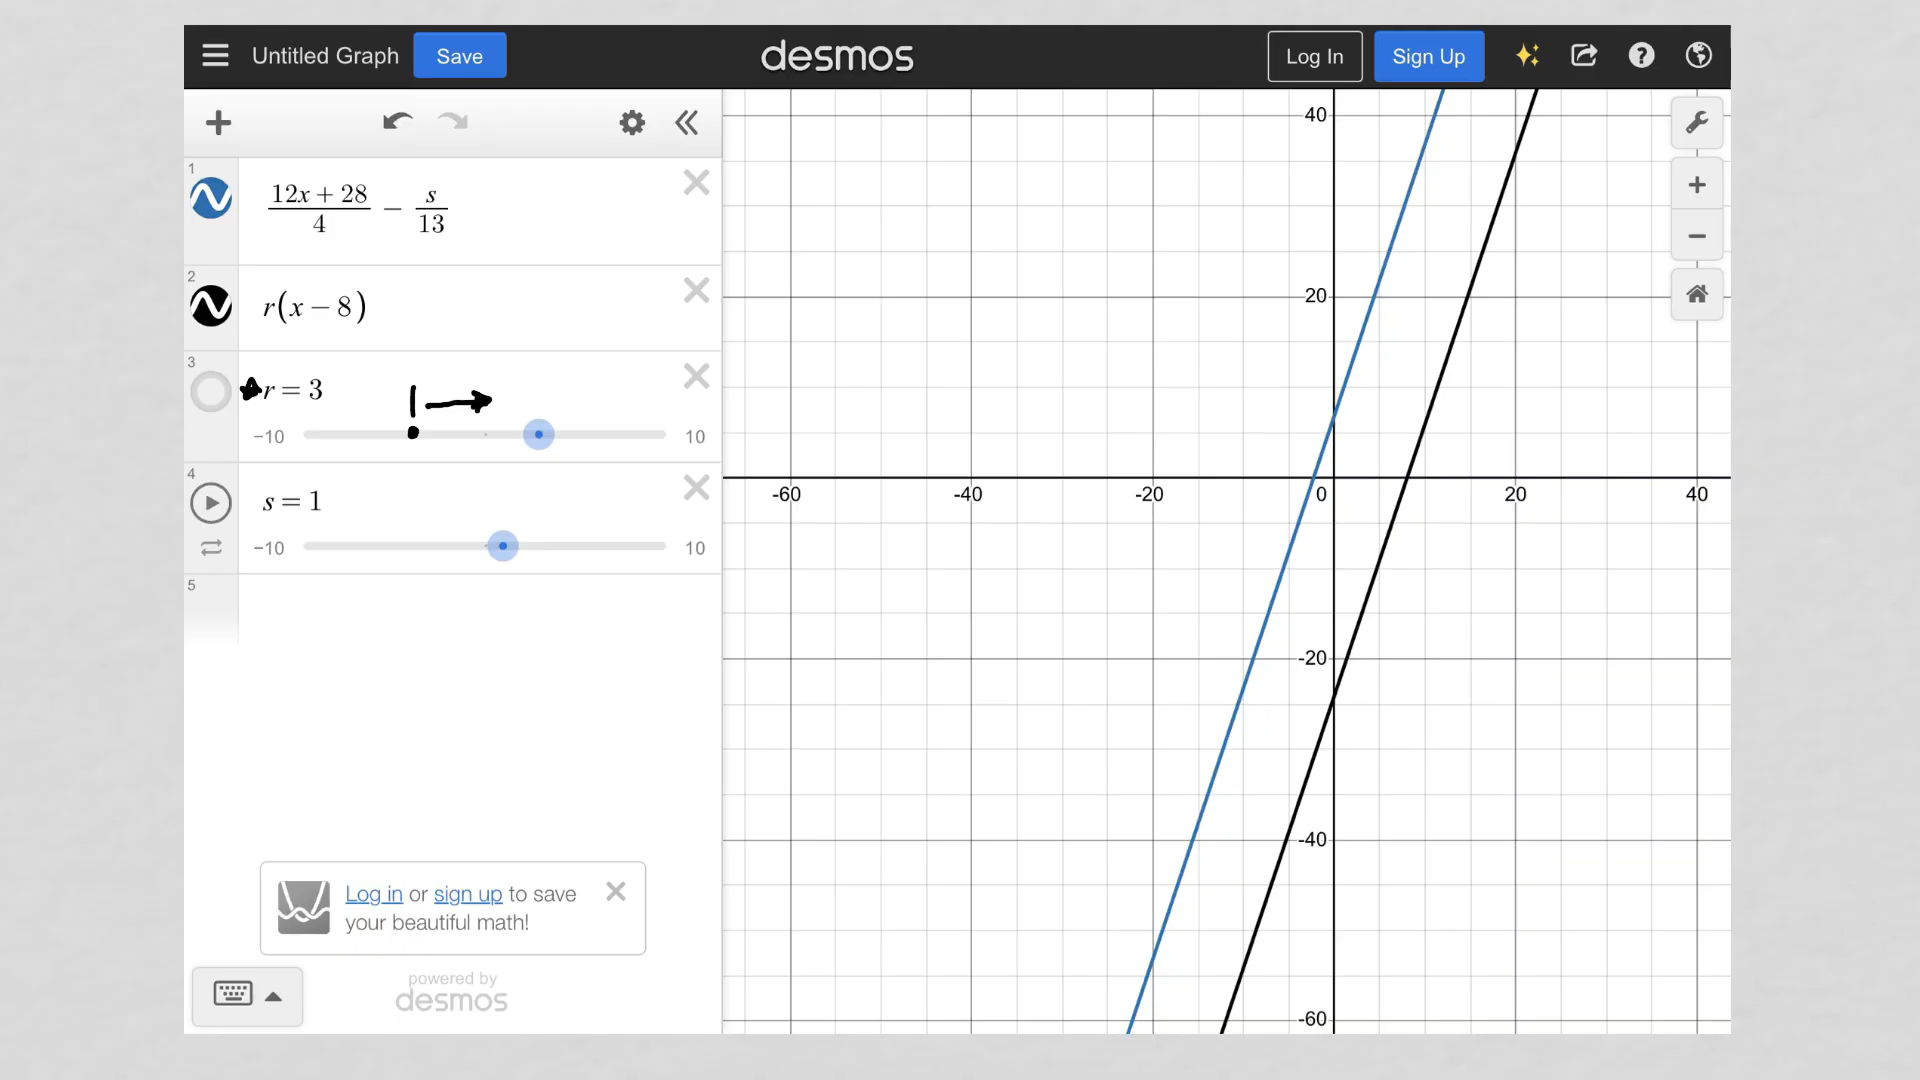 Untitled Graph Save desmos Log In Sign Up
1
12x + 28
4
− s
13
2
r(x − 8)
3
r = 3
−10 10
4
s = 1
−10 10
5
Log in or sign up to save
your beautiful math!
powered by
desmos
40
20
-60 -40 -20 0 20 40
-20
-40
-60